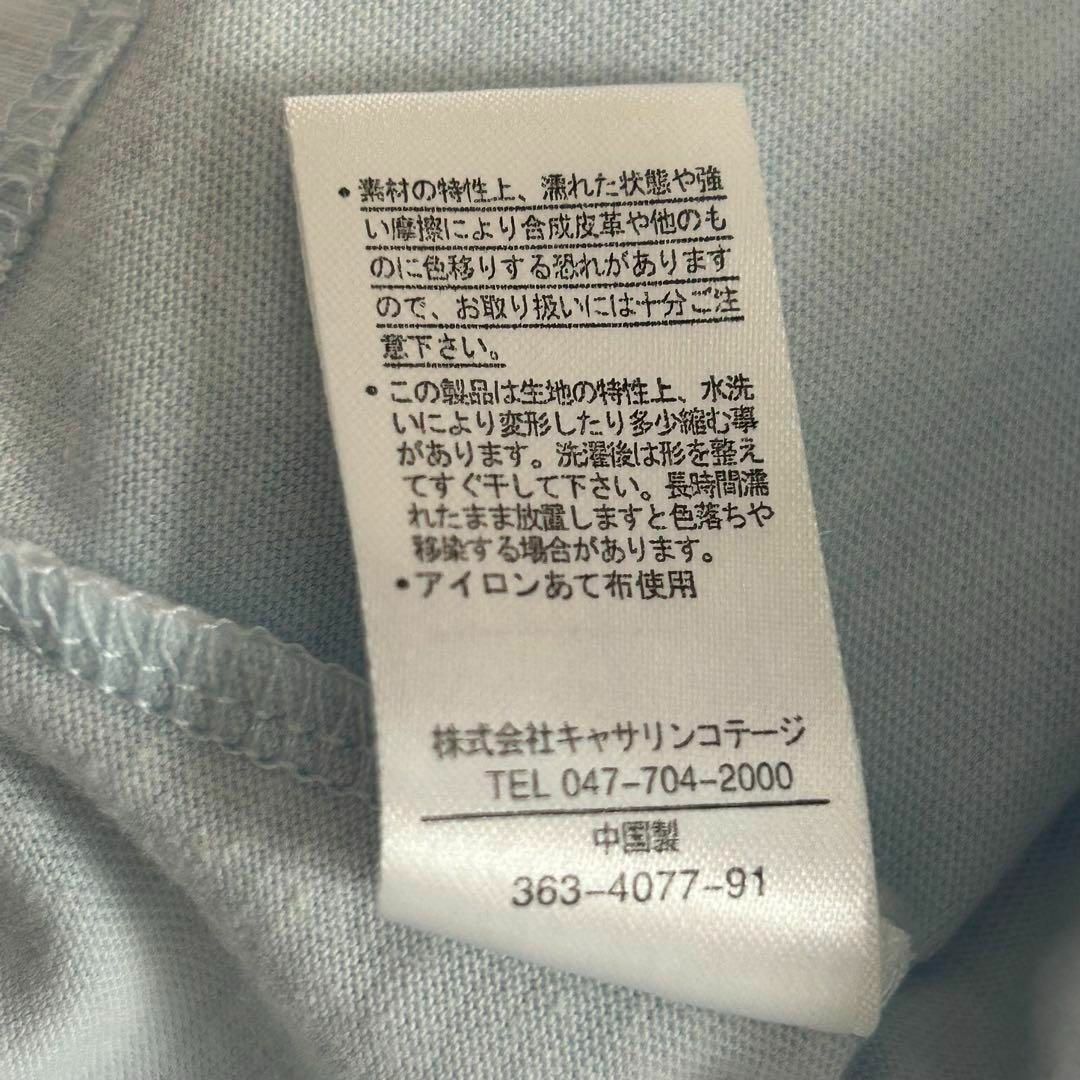 ・素材の特性上、濡れた状態や強
い摩擦により合成皮革や他のも
のに色移りする恐れがあります
ので、お取り扱いには十分ご注
意下さい。
・この製品は生地の特性上、水洗
いにより変形したり多少縮む事
があります。洗濯後は形を整え
てすぐ干して下さい。長時間濡
れたまま放置しますと色落ちや
移染する場合があります。
・アイロンあて布使用
株式会社キャサリンコテージ
TEL 047-704-2000
中国製
363-4077-91